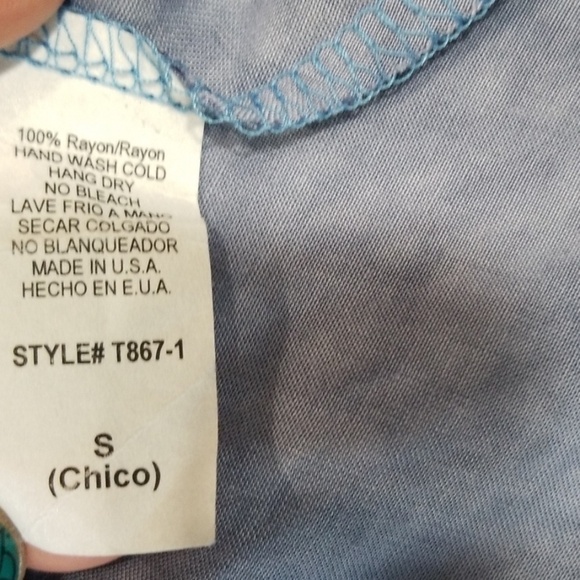 100% Rayon/Rayon
HAND WASH COLD
HANG DRY
NO BLEACH
LAVE FRIO A MANO
SECAR COLGADO
NO BLANQUEADOR
MADE IN U.S.A.
HECHO EN E.U.A.
STYLE# T867-1
S
(Chico)